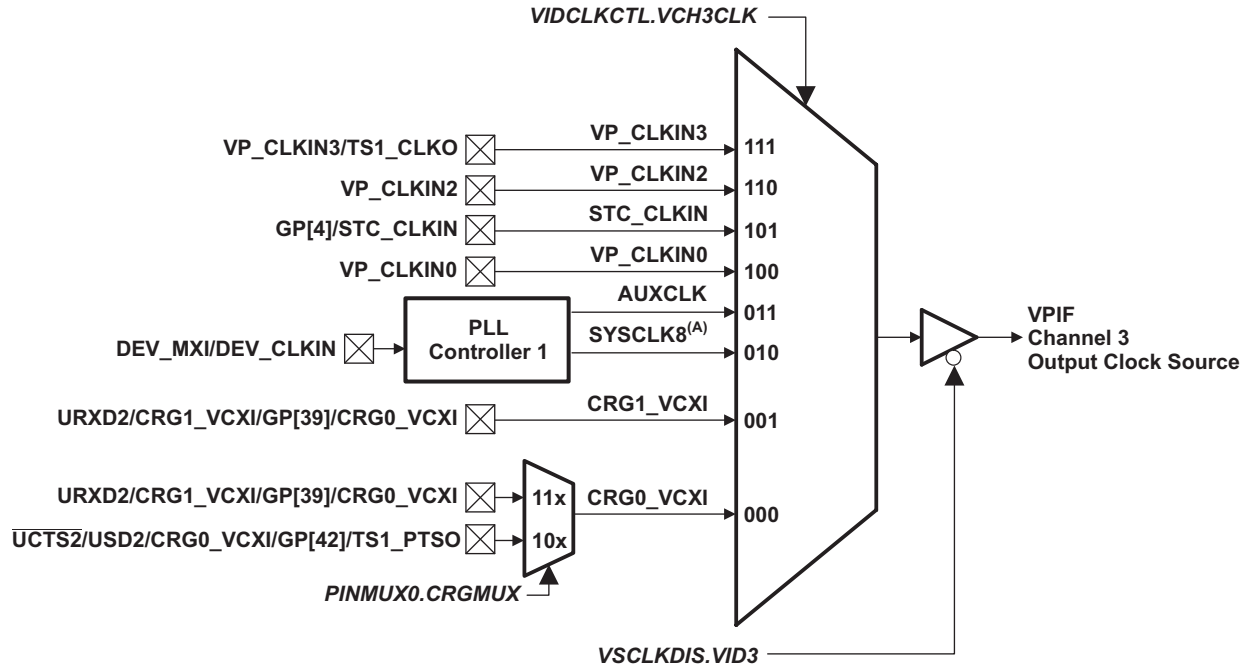 VIDCLKCTL.VCH3CLK
VP_CLKIN3/TS1_CLKO VP_CLKIN3 111
VP_CLKIN2 VP_CLKIN2 110
GP[4]/STC_CLKIN STC_CLKIN 101
VP_CLKIN0 VP_CLKIN0 100
AUXCLK 011
DEV_MXI/DEV_CLKIN PLL Controller 1 SYSCLK8(A) 010
VPIF
Channel 3
Output Clock Source
URXD2/CRG1_VCXI/GP[39]/CRG0_VCXI CRG1_VCXI 001
URXD2/CRG1_VCXI/GP[39]/CRG0_VCXI 11x CRG0_VCXI 000
UCTS2/USD2/CRG0_VCXI/GP[42]/TS1_PTSO 10x
PINMUX0.CRGMUX
VSCLKDIS.VID3